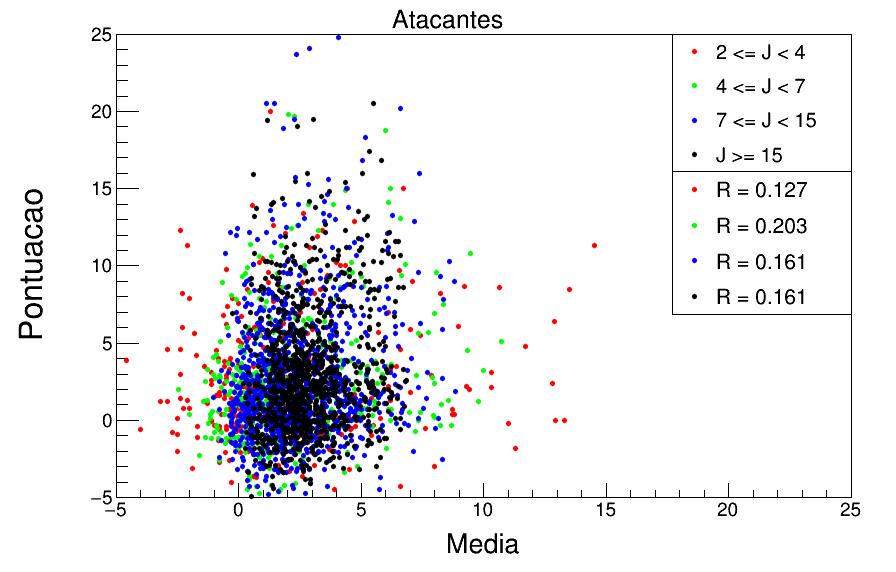 Atacantes
25
20
15
10
5
0
−5
Pontuacao
−5 0 5 10 15 20 25
Media
2 <= J < 4
4 <= J < 7
7 <= J < 15
J >= 15
R = 0.127
R = 0.203
R = 0.161
R = 0.161